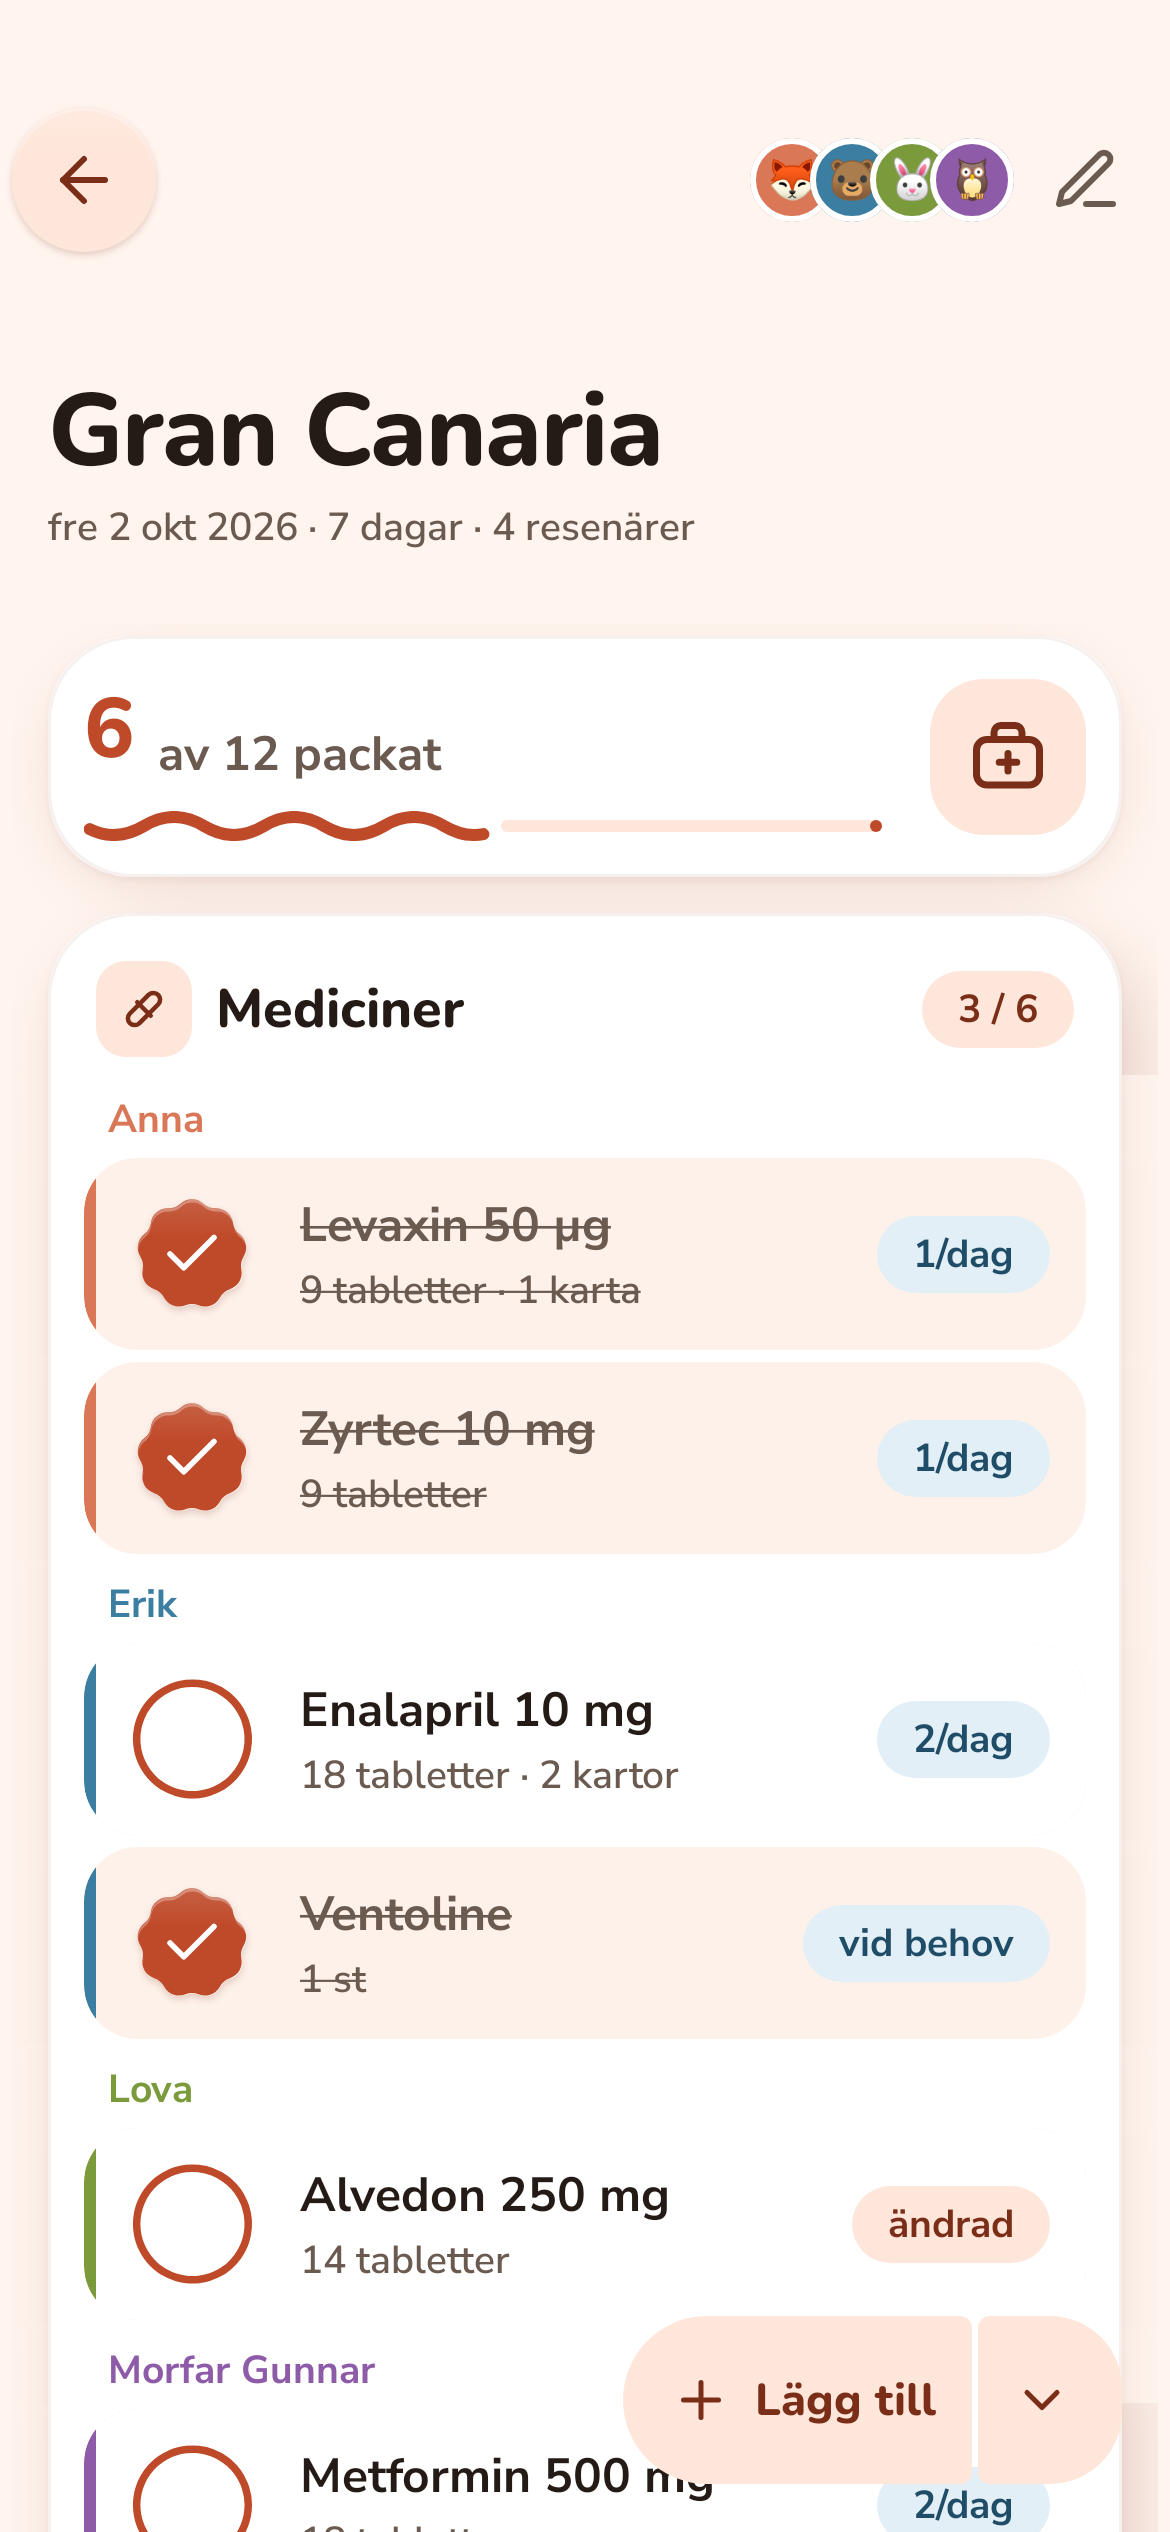 Gran Canaria
fre 2 okt 2026 · 7 dagar · 4 resenärer
6 av 12 packat
Mediciner
3 / 6
Anna
Levaxin 50 µg
9 tabletter · 1 karta
1/dag
Zyrtec 10 mg
9 tabletter
1/dag
Erik
Enalapril 10 mg
18 tabletter · 2 kartor
2/dag
Ventoline
1 st
vid behov
Lova
Alvedon 250 mg
14 tabletter
ändrad
Morfar Gunnar
Lägg till
Metformin 500 mg
2/dag